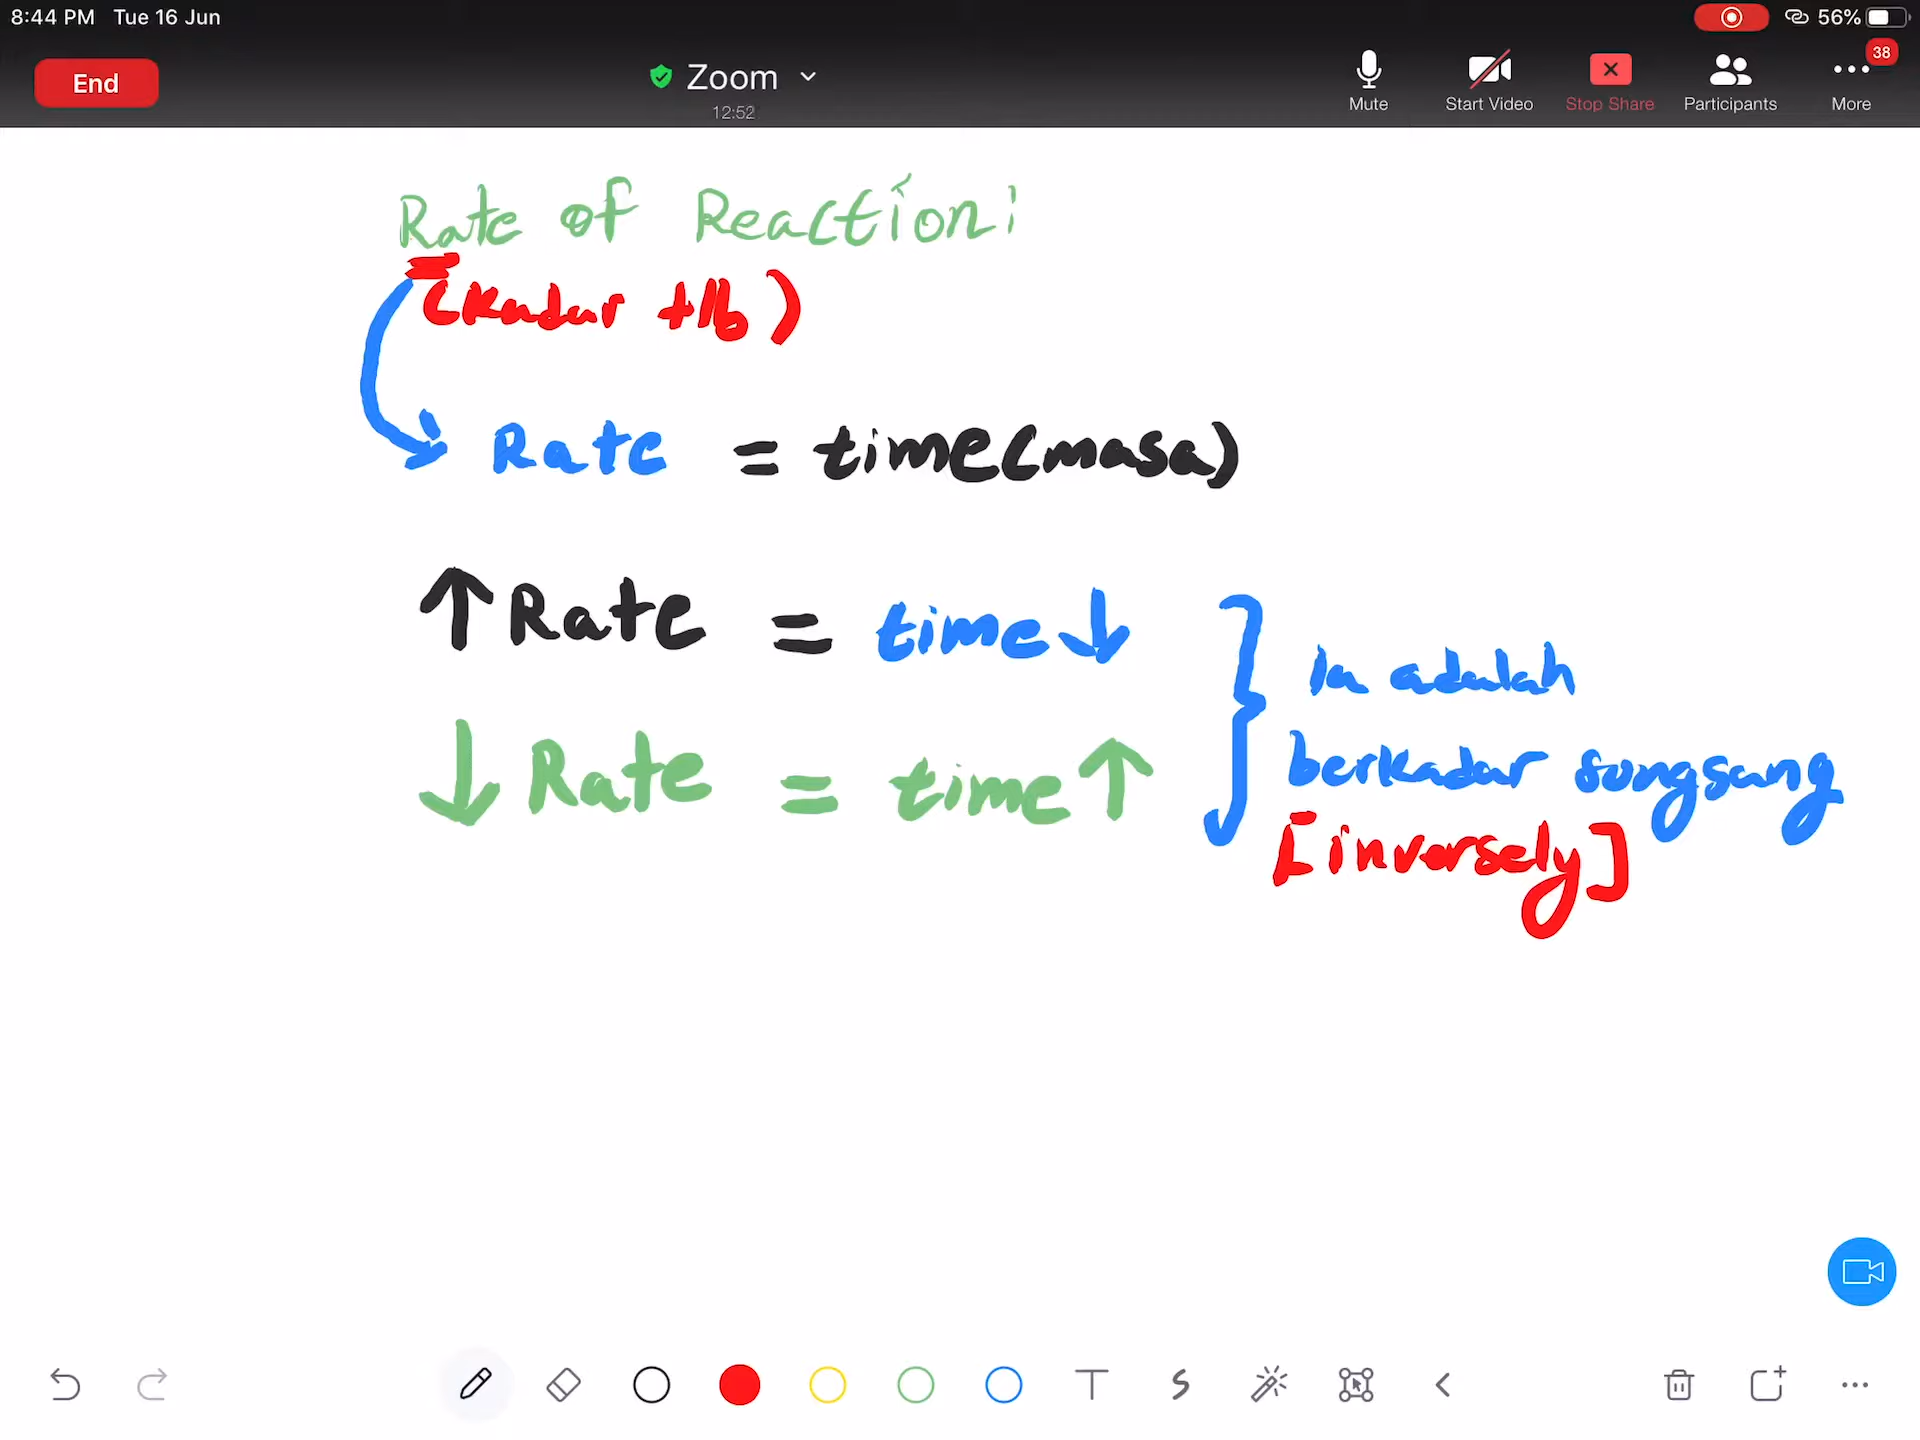 8:44 PM Tue 16 Jun
56%
End
Zoom
12:52
Mute
Start Video
Stop Share
Participants
38
More
Rate of Reaction:
(Kadar t/b)
Rate = time(masa)
↑ Rate = time ↓
↓ Rate = time ↑
Ia adalah
berkadar songsang
[inversely]
T